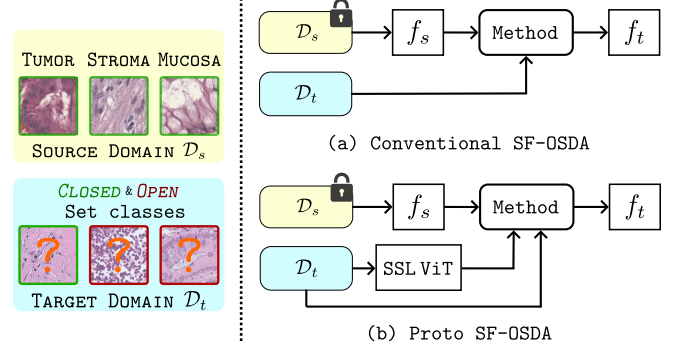 Tumor Stroma Mucosa
Source Domain 𝒟ₛ
Closed & Open
Set classes
? ? ?
Target Domain 𝒟ₜ
𝒟ₛ fₛ Method fₜ
𝒟ₜ
(a) Conventional SF-OSDA
𝒟ₛ fₛ Method fₜ
𝒟ₜ SSL ViT
(b) Proto SF-OSDA